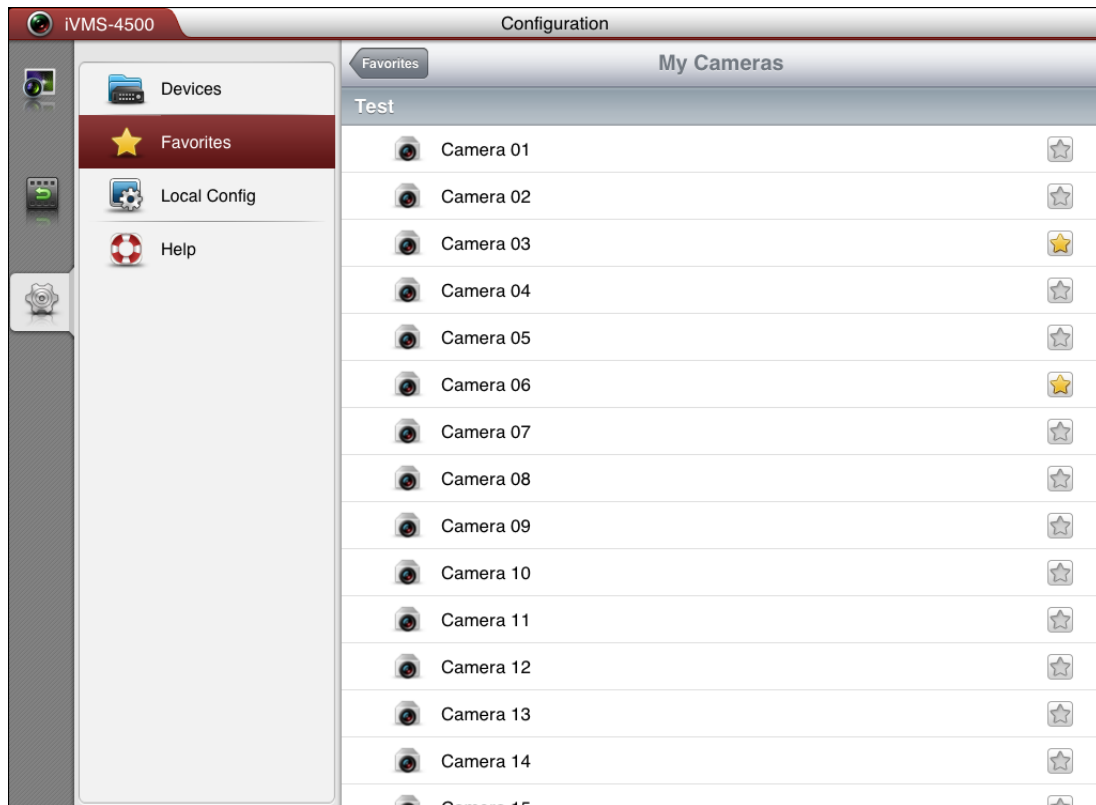 iVMS-4500
Configuration
Devices
Favorites
Local Config
Help
Favorites
My Cameras
Test
Camera 01
Camera 02
Camera 03
Camera 04
Camera 05
Camera 06
Camera 07
Camera 08
Camera 09
Camera 10
Camera 11
Camera 12
Camera 13
Camera 14
Camera 15